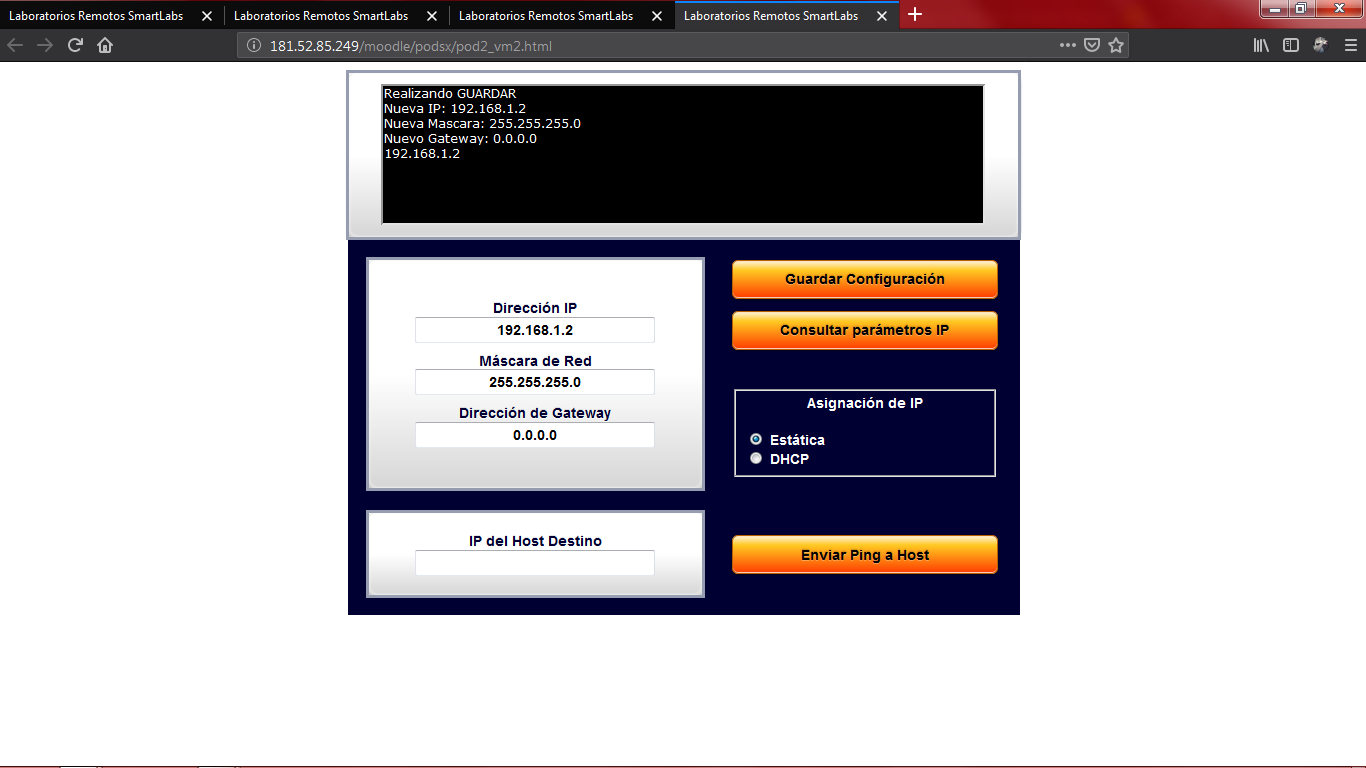 Laboratorios Remotos SmartLabs
Laboratorios Remotos SmartLabs
Laboratorios Remotos SmartLabs
Laboratorios Remotos SmartLabs
181.52.85.249/moodle/podsx/pod2_vm2.html
Realizando GUARDAR
Nueva IP: 192.168.1.2
Nueva Mascara: 255.255.255.0
Nuevo Gateway: 0.0.0.0
192.168.1.2
Dirección IP
192.168.1.2
Máscara de Red
255.255.255.0
Dirección de Gateway
0.0.0.0
Guardar Configuración
Consultar parámetros IP
Asignación de IP
Estática
DHCP
IP del Host Destino
Enviar Ping a Host